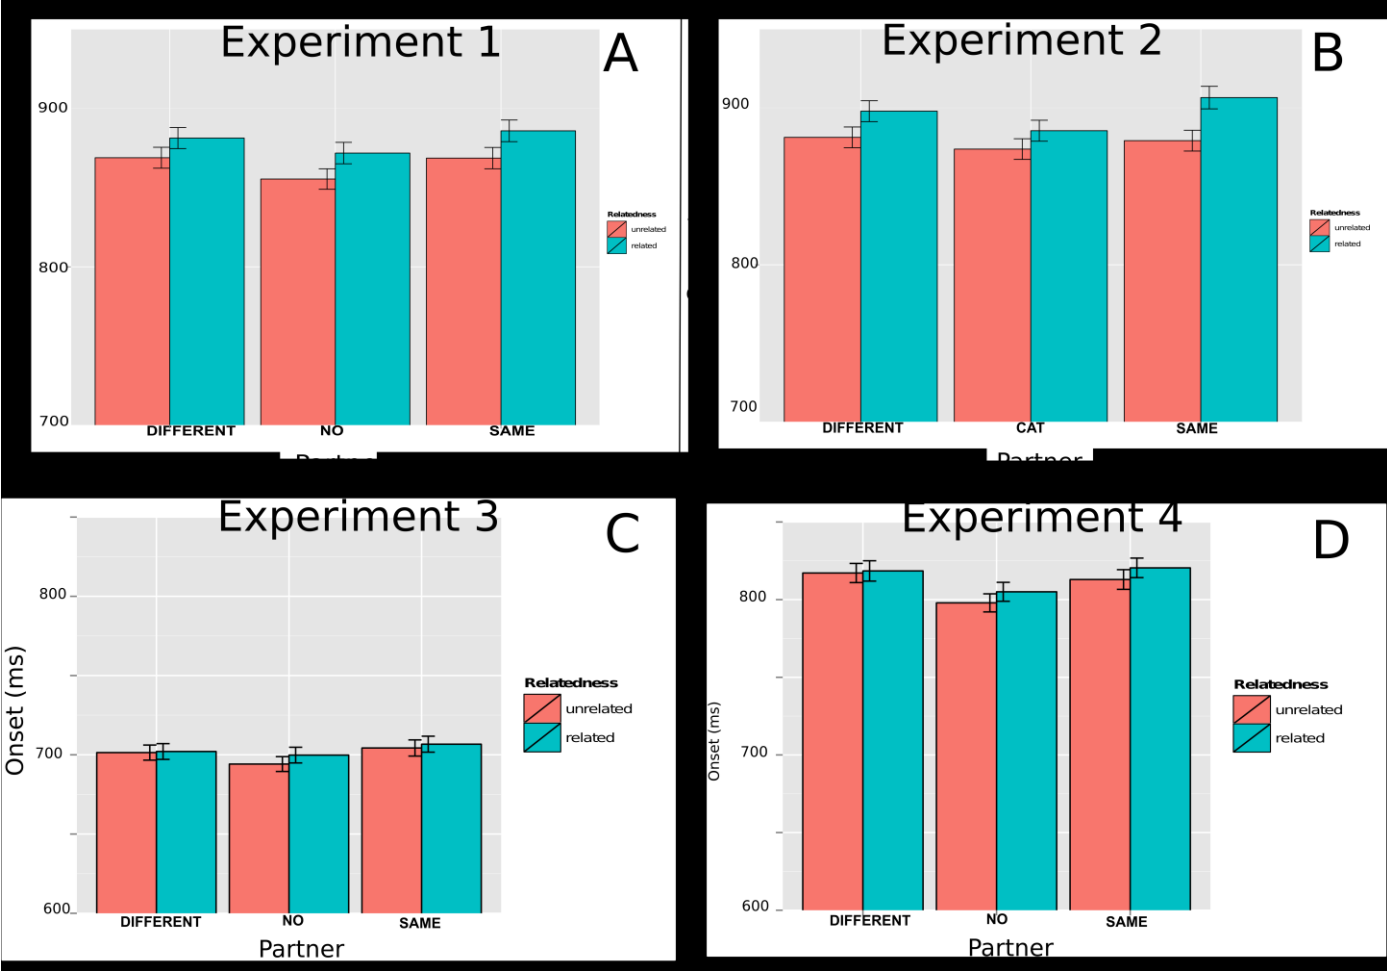 Experiment 1
A
900
800
700
DIFFERENT NO SAME
Relatedness
unrelated
related
Experiment 2
B
900
800
700
DIFFERENT CAT SAME
Partner
Relatedness
unrelated
related
Experiment 3
C
800
700
600
Onset (ms)
DIFFERENT NO SAME
Partner
Relatedness
unrelated
related
Experiment 4
D
800
700
600
Onset (ms)
DIFFERENT NO SAME
Partner
Relatedness
unrelated
related